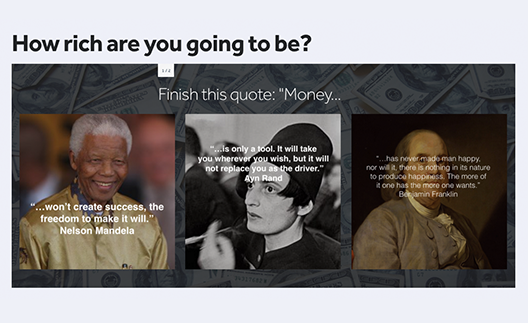 How rich are you going to be?
1 / 2
Finish this quote: "Money...
"...won't create success, the
freedom to make it will."
Nelson Mandela
"...is only a tool. It will take
you wherever you wish, but it will
not replace you as the driver."
Ayn Rand
"...has never made man happy,
nor will it, there is nothing in its nature
to produce happiness. The more of
it one has the more one wants."
Benjamin Franklin